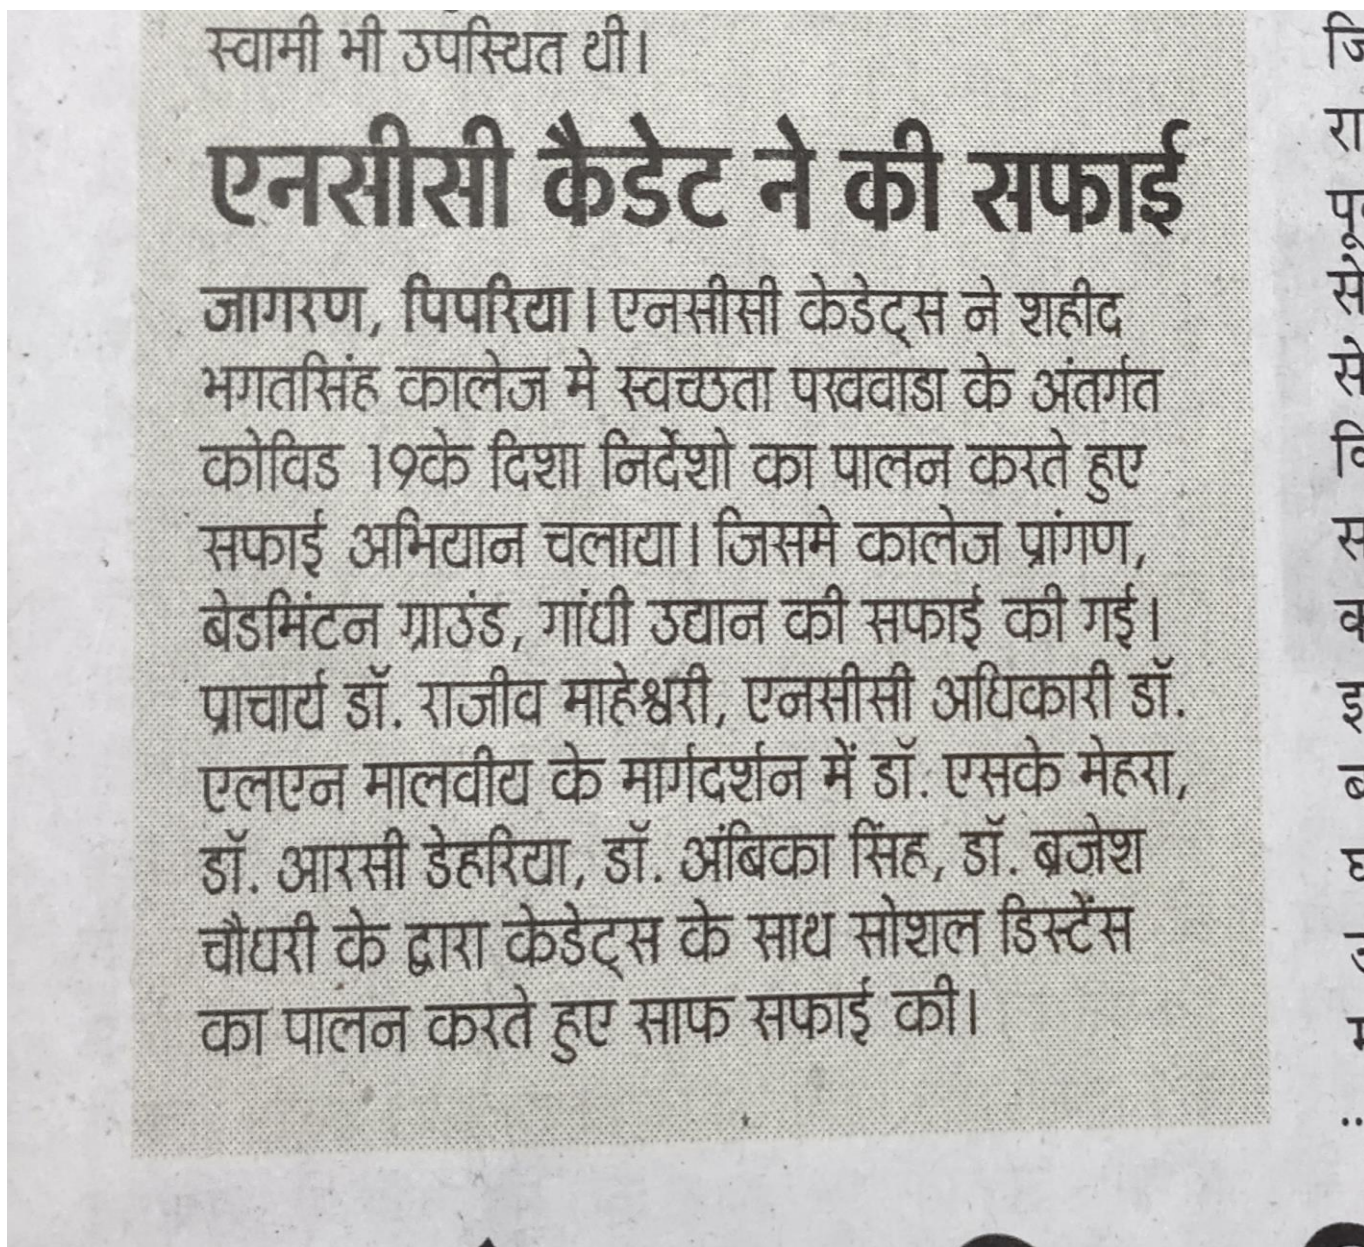 स्वामी भी उपस्थित थी।
एनसीसी कैडेट ने की सफाई
जागरण, पिपरिया। एनसीसी केडेट्स ने शहीद
भगतसिंह कालेज मे स्वच्छता पखवाडा के अंतर्गत
कोविड 19के दिशा निर्देशो का पालन करते हुए
सफाई अभियान चलाया। जिसमे कालेज प्रांगण,
बेडमिंटन ग्राउंड, गांधी उद्यान की सफाई की गई।
प्राचार्य डॉ. राजीव माहेश्वरी, एनसीसी अधिकारी डॉ.
एलएन मालवीय के मार्गदर्शन में डॉ. एसके मेहरा,
डॉ. आरसी डेहरिया, डॉ. अंबिका सिंह, डॉ. ब्रजेश
चौधरी के द्वारा केडेट्स के साथ सोशल डिस्टेंस
का पालन करते हुए साफ सफाई की।